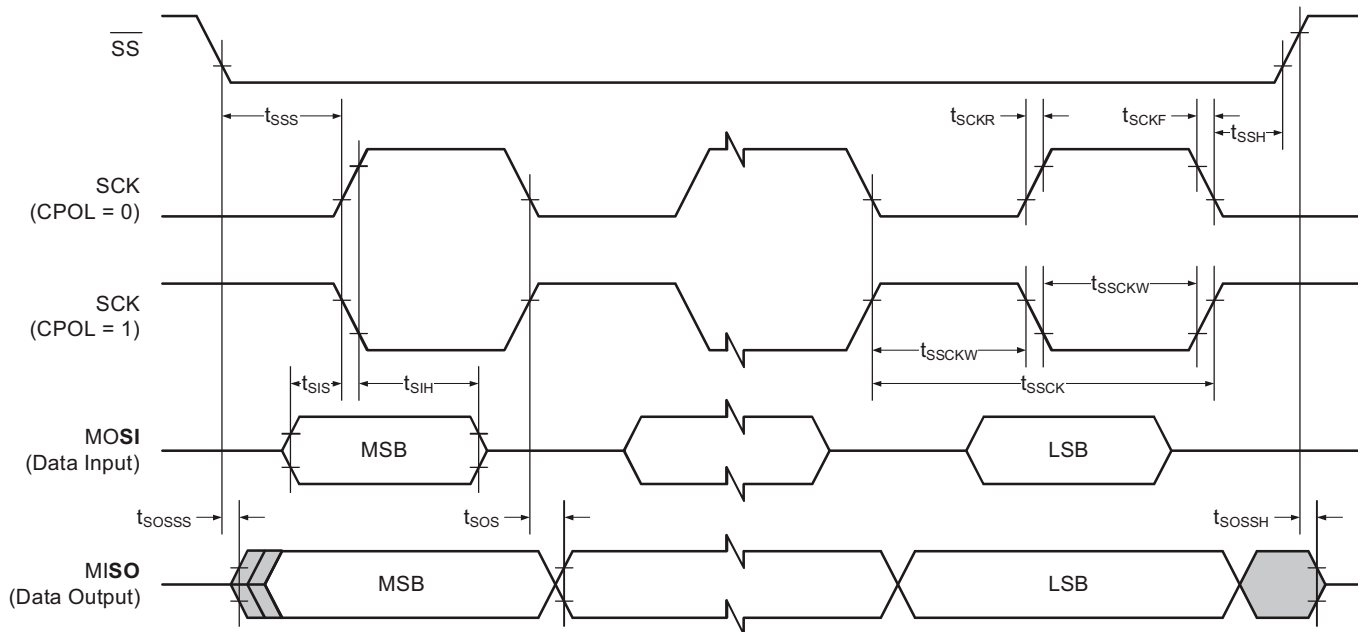 SS
tSSS
tSCKR
tSCKF
tSSH
SCK
(CPOL = 0)
SCK
(CPOL = 1)
tSSCKW
tSSCKW
tSIS
tSIH
tSSCK
MOSI
(Data Input)
MSB
LSB
tSOSSS
tSOS
tSOSSH
MISO
(Data Output)
MSB
LSB